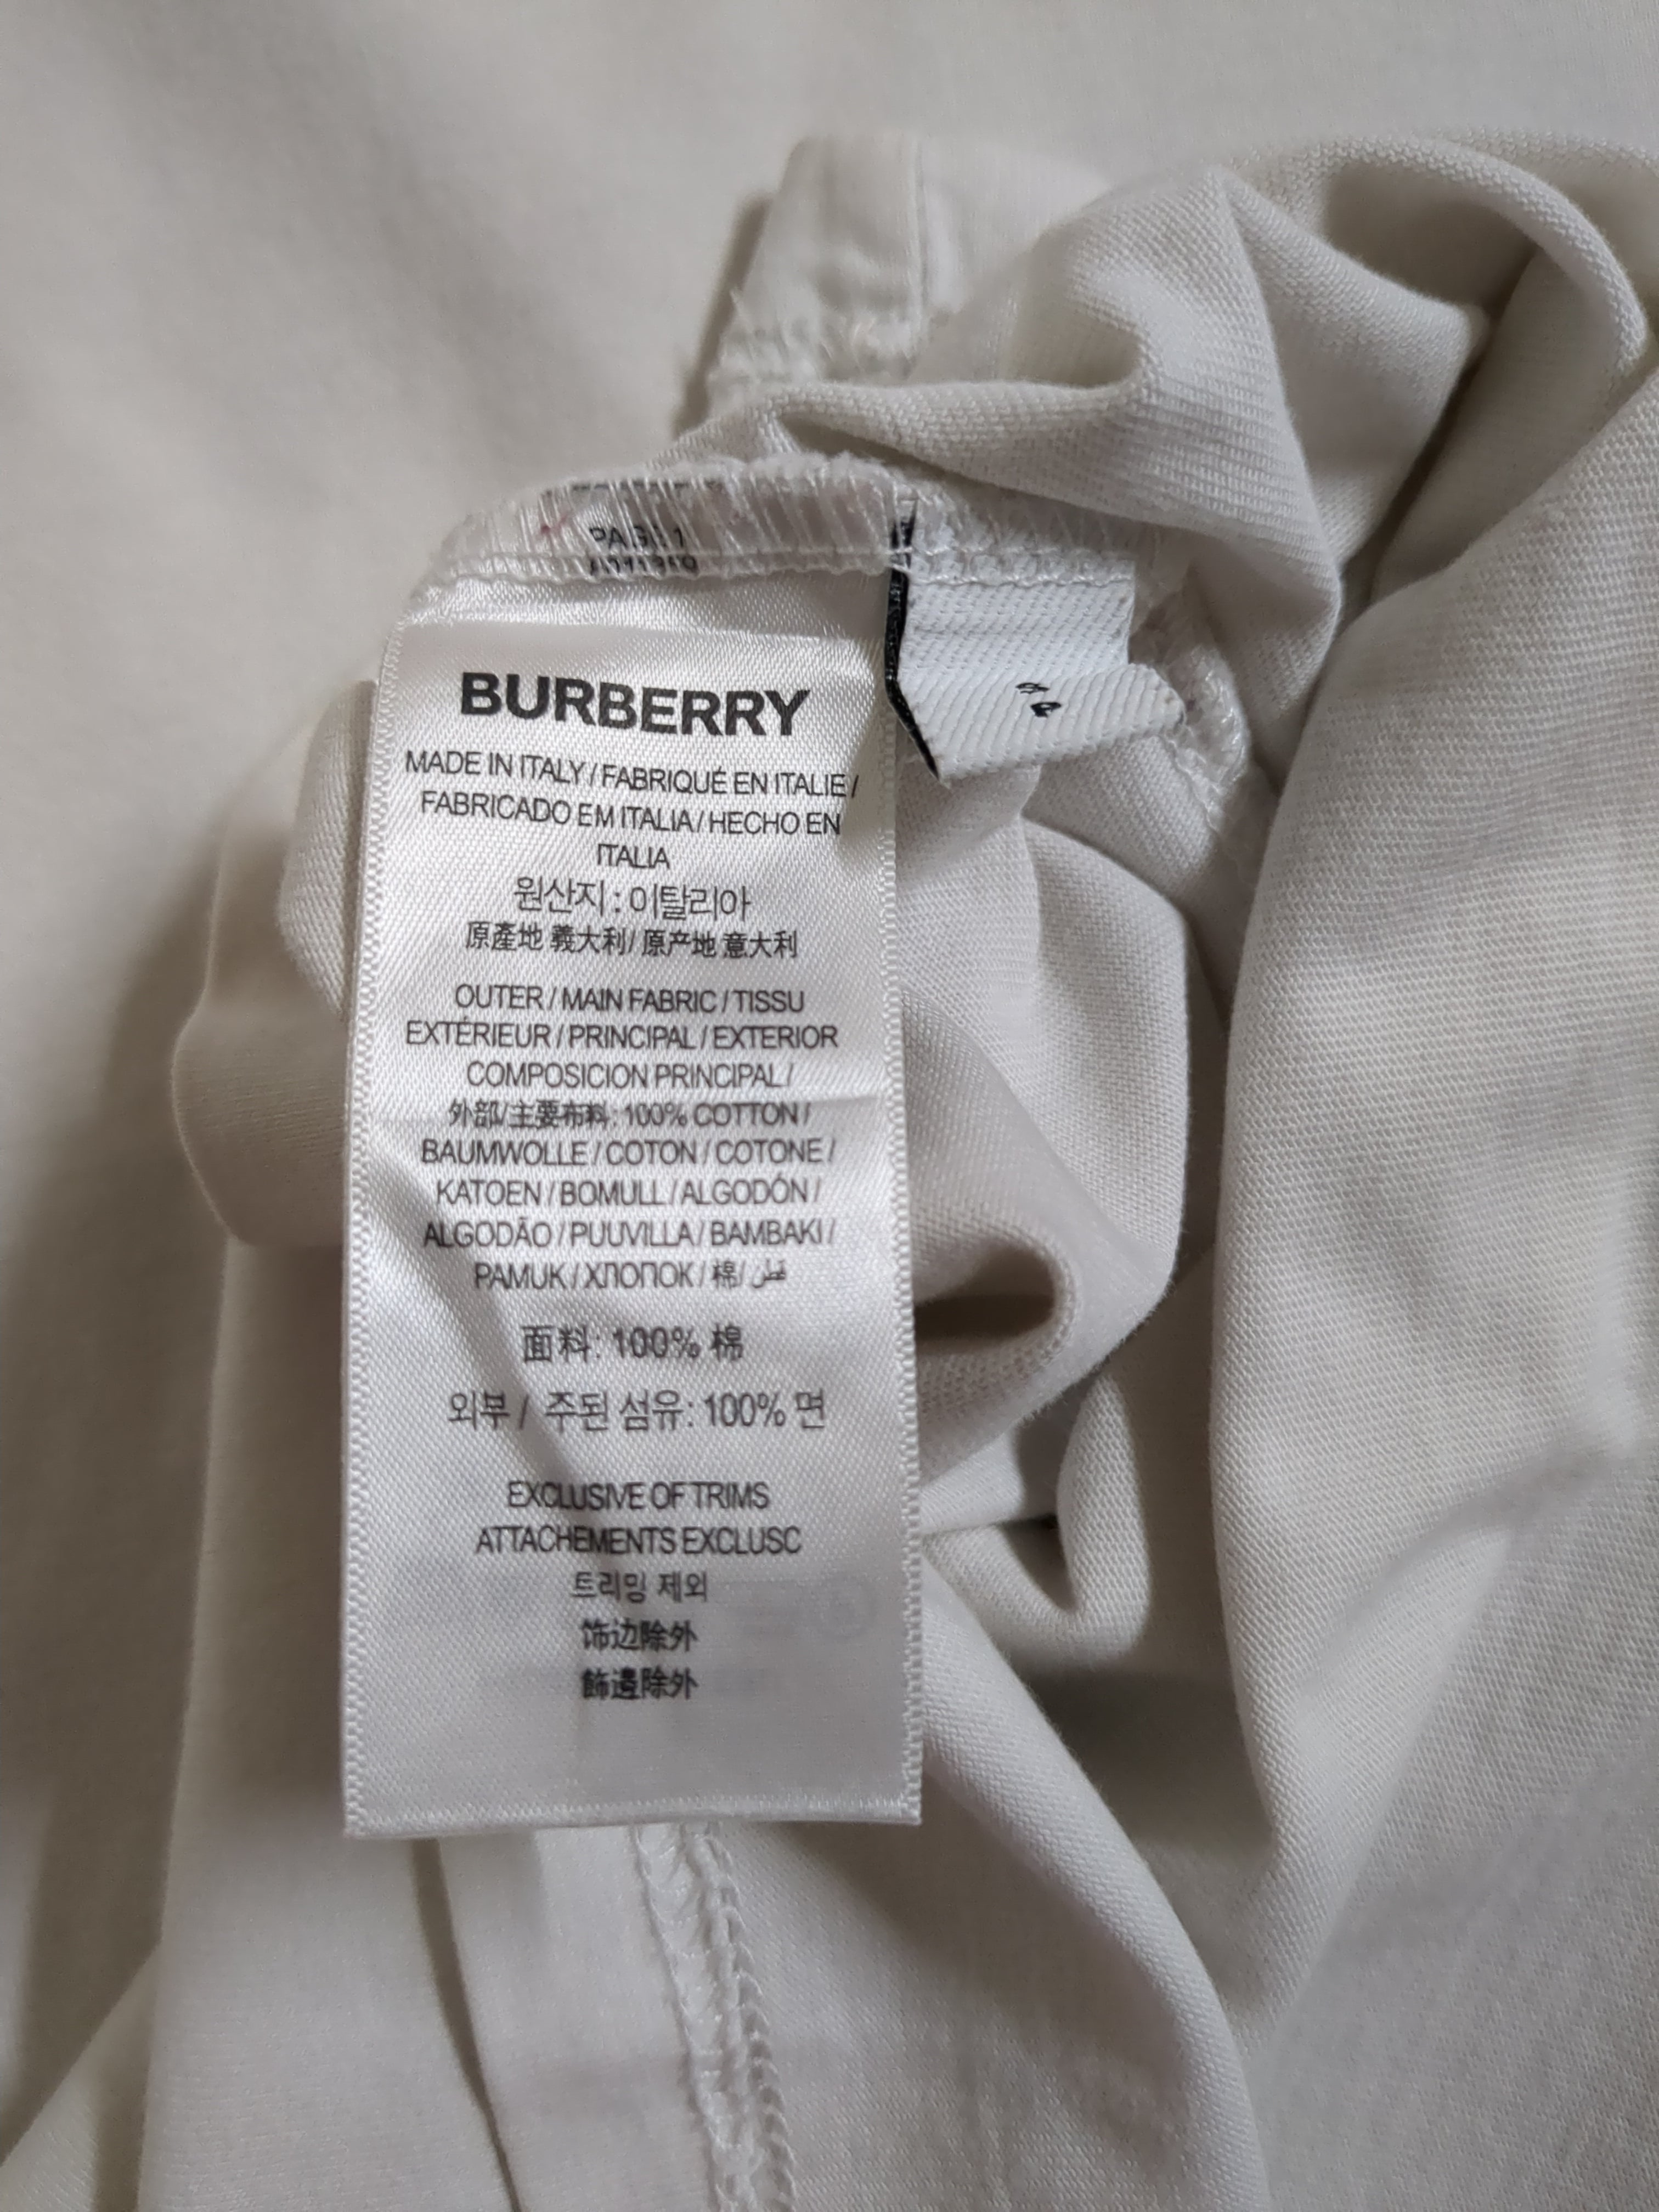 PAGE 1
BURBERRY
MADE IN ITALY / FABRIQUÉ EN ITALIE /
FABRICADO EM ITALIA / HECHO EN
ITALIA
원산지 : 이탈리아
原產地 義大利/ 原产地 意大利
OUTER / MAIN FABRIC / TISSU
EXTÉRIEUR / PRINCIPAL / EXTERIOR
COMPOSICION PRINCIPAL /
外部/主要布料: 100% COTTON /
BAUMWOLLE / COTON / COTONE /
KATOEN / BOMULL / ALGODÓN /
ALGODÃO / PUUVILLA / BAMBAKI /
PAMUK / ХЛОПОК / 棉/ قطن
面料: 100% 棉
외부 / 주된 섬유: 100% 면
EXCLUSIVE OF TRIMS
ATTACHEMENTS EXCLUSC
트리밍 제외
饰边除外
飾邊除外